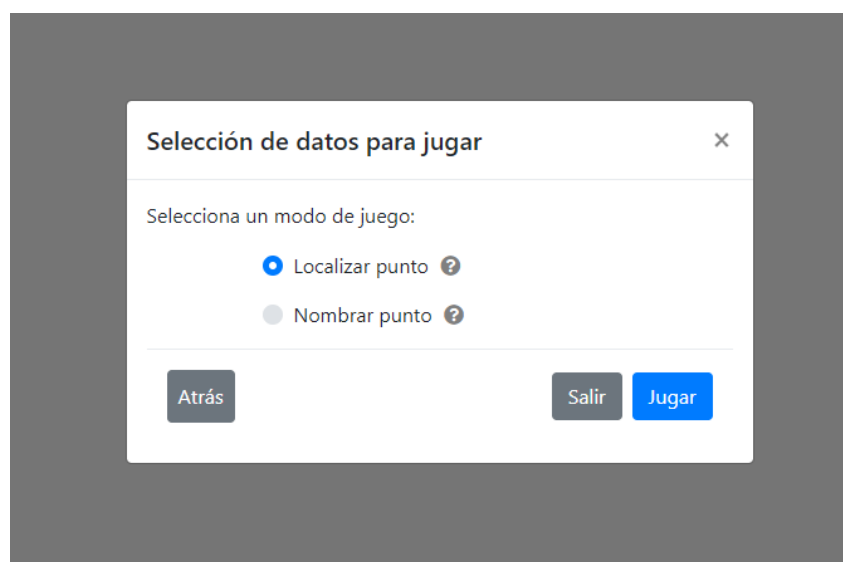 Selección de datos para jugar ×
Selecciona un modo de juego:
Localizar punto ?
Nombrar punto ?
Atrás Salir Jugar